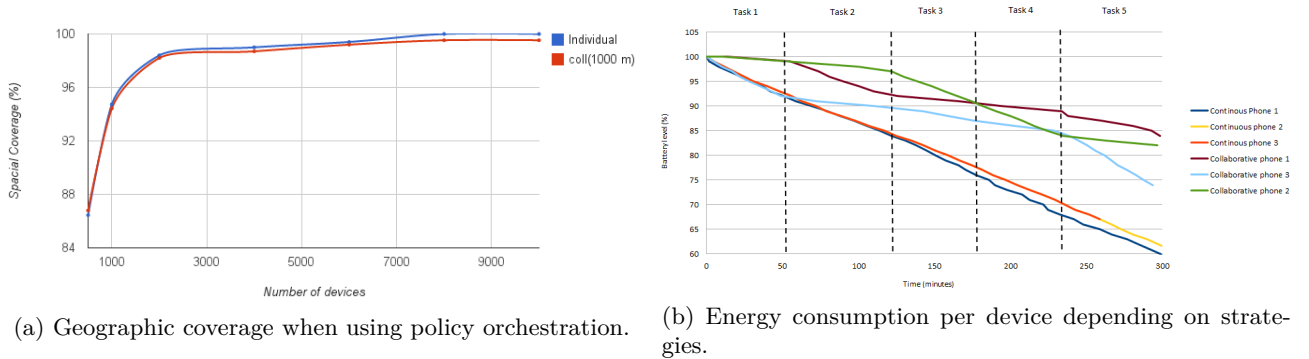 100
96
92
88
84
Spacial Coverage (%)
1000
3000
5000
7000
9000
Number of devices
Individual
coll(1000 m)
(a) Geographic coverage when using policy orchestration.
Task 1
Task 2
Task 3
Task 4
Task 5
105
100
95
90
85
80
75
70
65
60
Battery level (%)
0
50
100
150
200
250
300
Time (minutes)
Continous Phone 1
Continuous phone 2
Continous phone 3
Collaborative phone 1
Collaborative phone 3
Collaborative phone 2
(b) Energy consumption per device depending on strate-
gies.